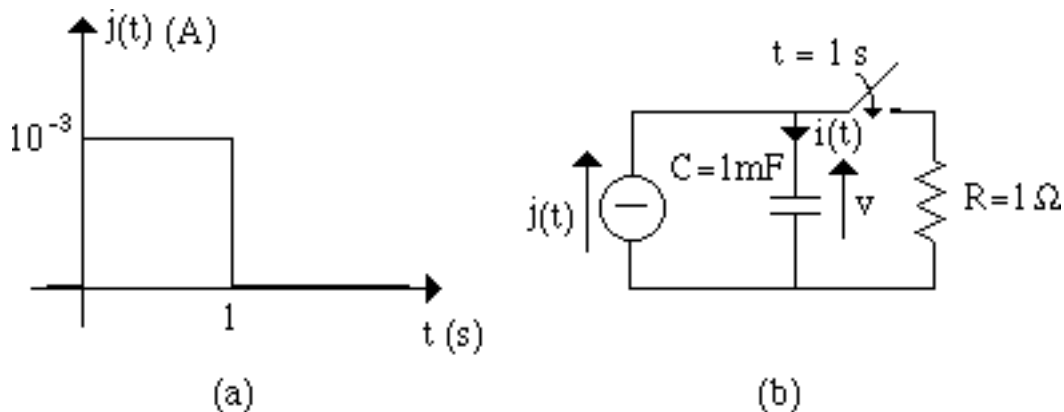 j(t) (A)
10⁻³
1
t (s)
(a)
t = 1 s
i(t)
C=1mF
j(t)
v
R=1Ω
(b)